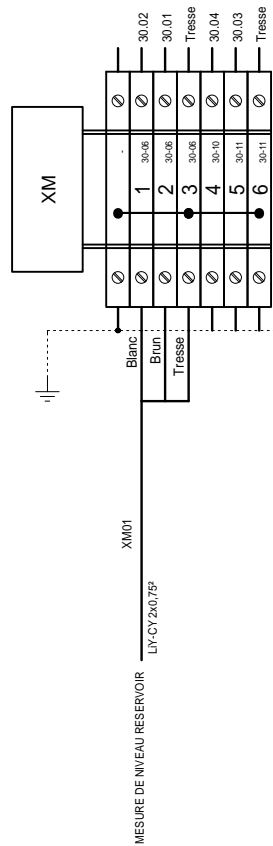 XM
-
1 30-06 30.02
2 30-06 30.01
3 30-06 Tresse
4 30-10 30.04
5 30-11 30.03
6 30-11 Tresse
Blanc
Brun
Tresse
XM01
LiY-CY 2x0,75²
MESURE DE NIVEAU RESERVOIR